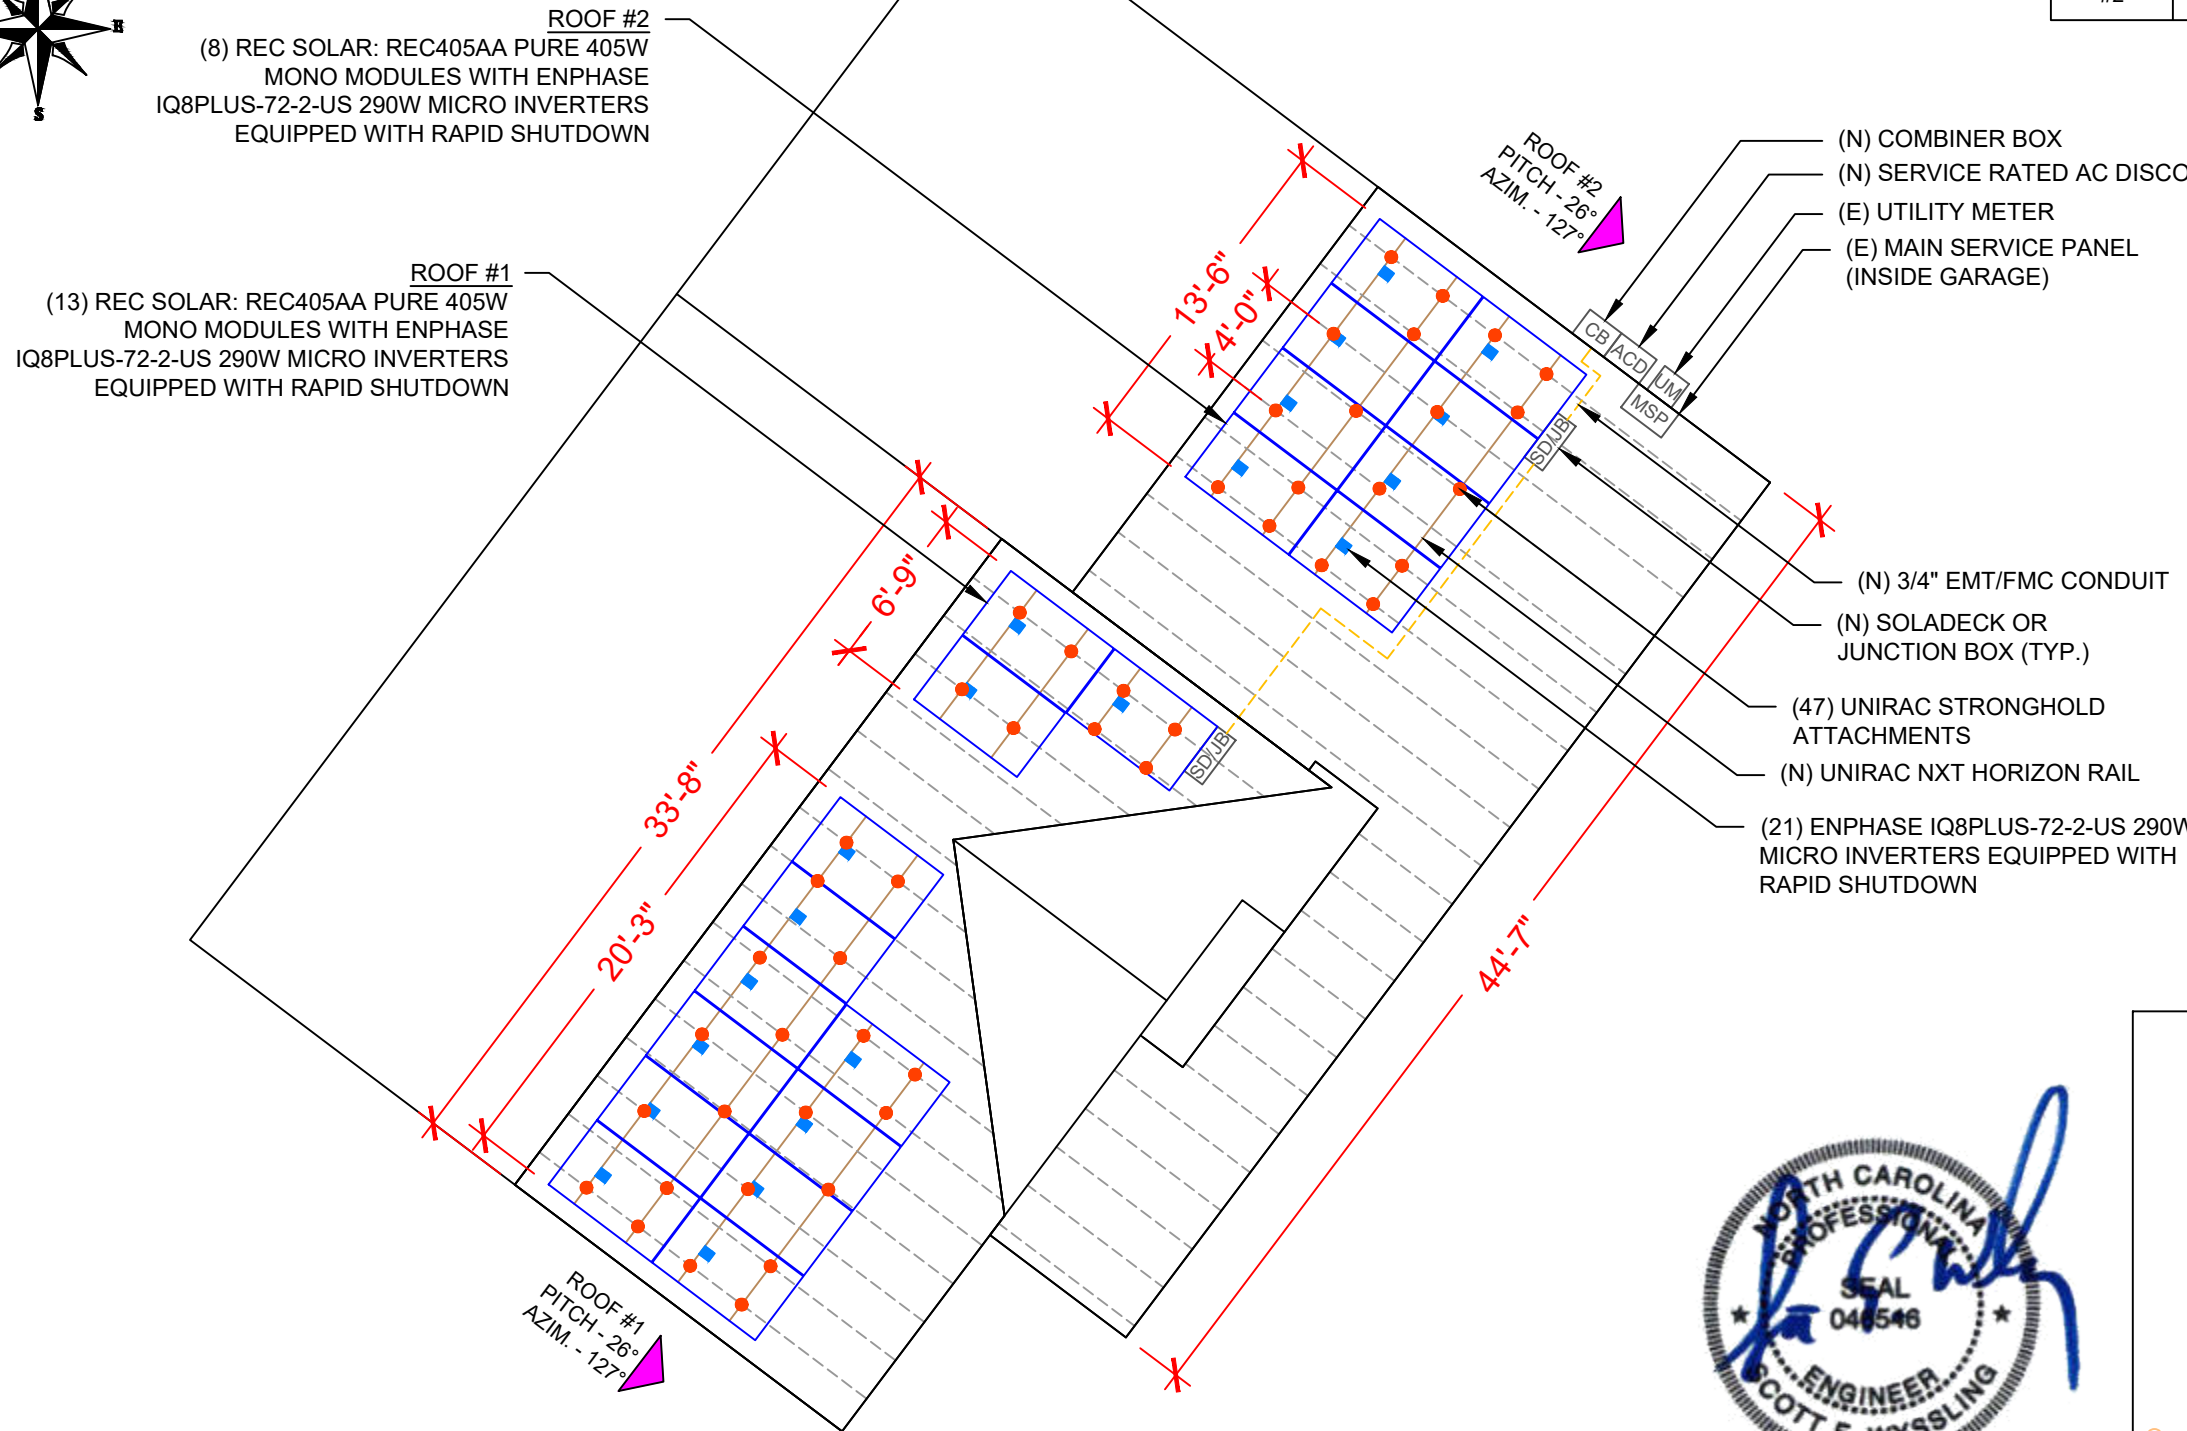 E
S
ROOF #2
(8) REC SOLAR: REC405AA PURE 405W
MONO MODULES WITH ENPHASE
IQ8PLUS-72-2-US 290W MICRO INVERTERS
EQUIPPED WITH RAPID SHUTDOWN
ROOF #1
(13) REC SOLAR: REC405AA PURE 405W
MONO MODULES WITH ENPHASE
IQ8PLUS-72-2-US 290W MICRO INVERTERS
EQUIPPED WITH RAPID SHUTDOWN
ROOF #2
PITCH - 26°
AZIM. - 127°
(N) COMBINER BOX
(N) SERVICE RATED AC DISCO
(E) UTILITY METER
(E) MAIN SERVICE PANEL
(INSIDE GARAGE)
CB
ACD
UM
MSP
SD/JB
13'-6"
4'-0"
6'-9"
33'-8"
20'-3"
44'-7"
SD/JB
(N) 3/4" EMT/FMC CONDUIT
(N) SOLADECK OR
JUNCTION BOX (TYP.)
(47) UNIRAC STRONGHOLD
ATTACHMENTS
(N) UNIRAC NXT HORIZON RAIL
(21) ENPHASE IQ8PLUS-72-2-US 290W
MICRO INVERTERS EQUIPPED WITH
RAPID SHUTDOWN
ROOF #1
PITCH - 26°
AZIM. - 127°
NORTH CAROLINA
PROFESSIONAL
SEAL
046546
ENGINEER
SCOTT E. WYSSLING